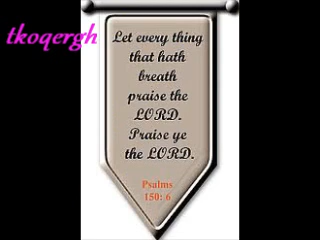 tkoqergh
Let every thing
that hath
breath
praise the
LORD.
Praise ye
the LORD.
Psalms
150: 6